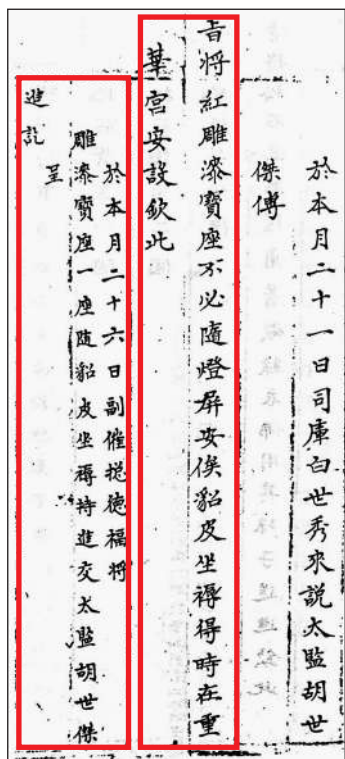 於本月二十一日司庫白世秀來説太監胡世
傑傳
旨將紅雕漆寶座不必隨燈屏安俟貂皮坐褥得時在重
華宮安設欽此
於本月二十六日副催揔德福將
雕漆寶座一座隨貂皮坐褥持進交太監胡世傑
呈
進訖